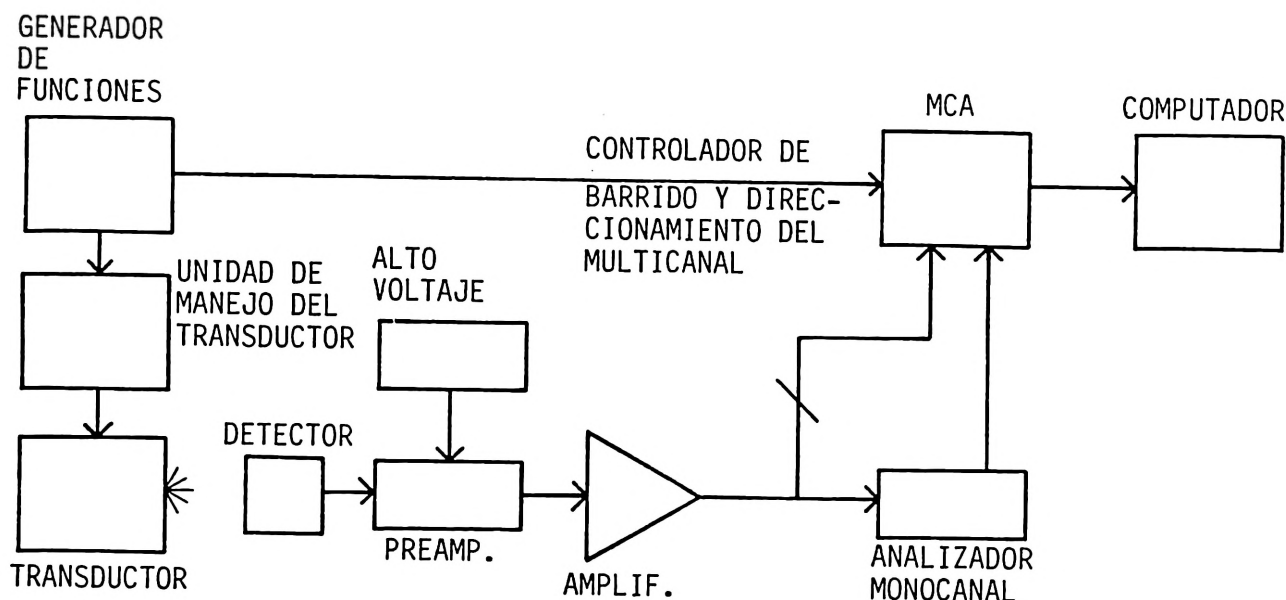 GENERADOR
DE
FUNCIONES
MCA
COMPUTADOR
CONTROLADOR DE
BARRIDO Y DIREC-
CIONAMIENTO DEL
MULTICANAL
UNIDAD DE
MANEJO DEL
TRANSDUCTOR
ALTO
VOLTAJE
DETECTOR
TRANSDUCTOR
PREAMP.
AMPLIF.
ANALIZADOR
MONOCANAL